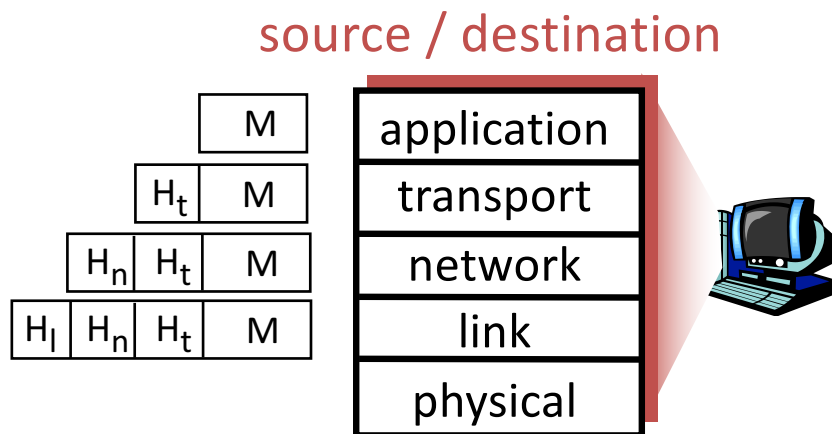 source / destination
M application
Ht M transport
Hn Ht M network
Hl Hn Ht M link
physical